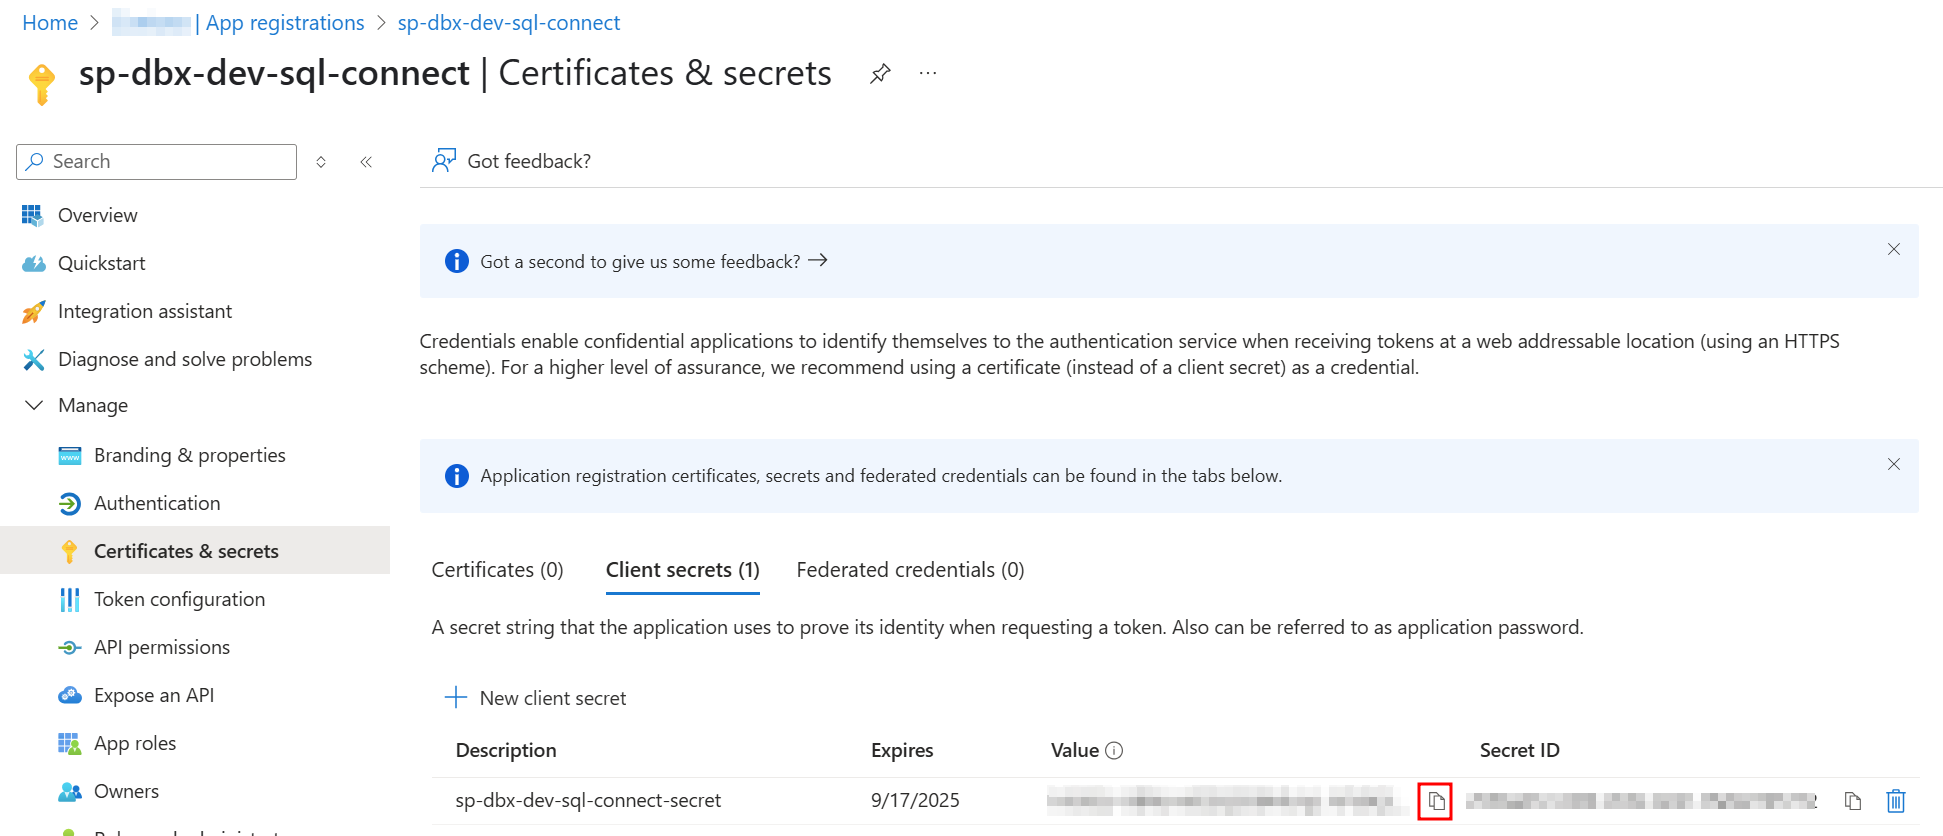 Home > | App registrations > sp-dbx-dev-sql-connect
sp-dbx-dev-sql-connect | Certificates & secrets
Search
Got feedback?
Overview
Quickstart
Integration assistant
Diagnose and solve problems
Manage
Branding & properties
Authentication
Certificates & secrets
Token configuration
API permissions
Expose an API
App roles
Owners
Got a second to give us some feedback? →
Credentials enable confidential applications to identify themselves to the authentication service when receiving tokens at a web addressable location (using an HTTPS
scheme). For a higher level of assurance, we recommend using a certificate (instead of a client secret) as a credential.
Application registration certificates, secrets and federated credentials can be found in the tabs below.
Certificates (0) Client secrets (1) Federated credentials (0)
A secret string that the application uses to prove its identity when requesting a token. Also can be referred to as application password.
New client secret
Description Expires Value Secret ID
sp-dbx-dev-sql-connect-secret 9/17/2025